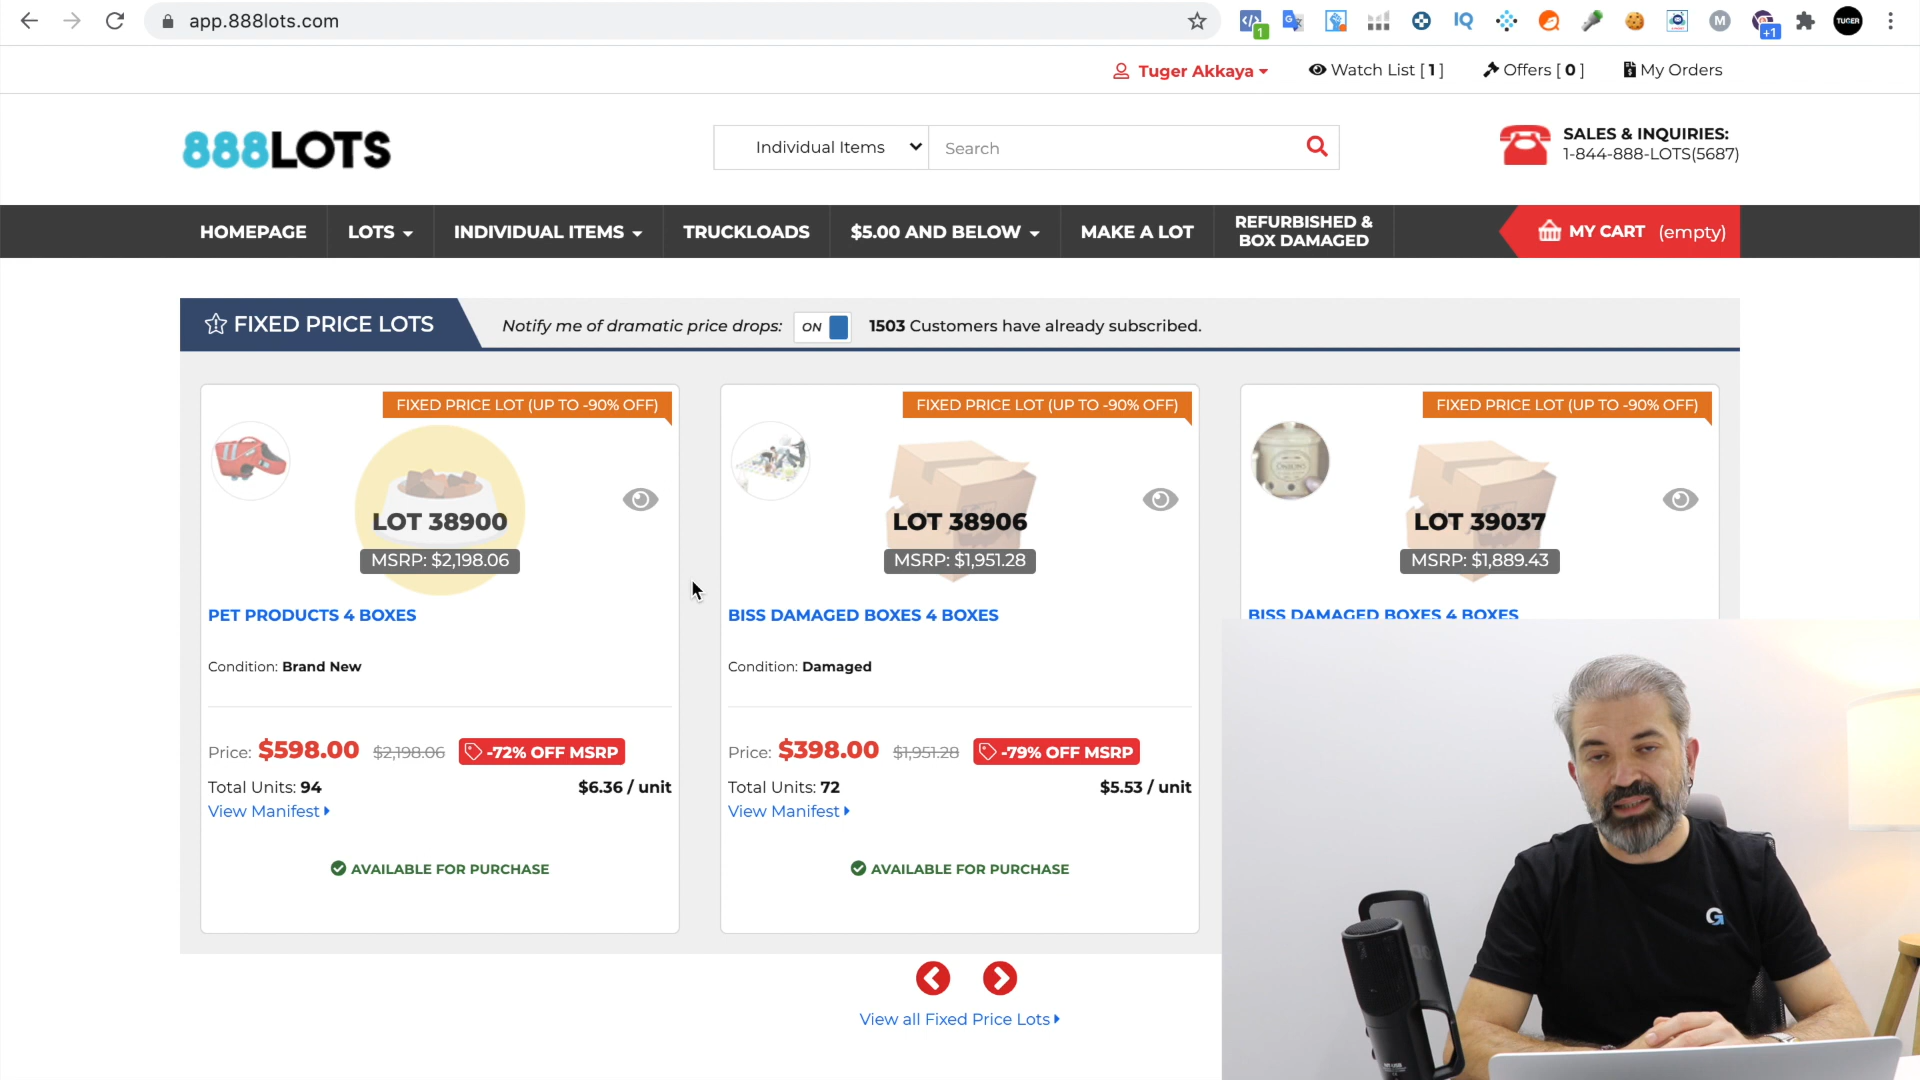 app.888lots.com
1
IQ
M
+1
TUGER
Tuger Akkaya
Watch List [ 1 ]
Offers [ 0 ]
My Orders
888LOTS
Individual Items
Search
SALES & INQUIRIES:
1-844-888-LOTS(5687)
HOMEPAGE
LOTS
INDIVIDUAL ITEMS
TRUCKLOADS
$5.00 AND BELOW
MAKE A LOT
REFURBISHED &
BOX DAMAGED
MY CART (empty)
FIXED PRICE LOTS
Notify me of dramatic price drops:
ON
1503 Customers have already subscribed.
FIXED PRICE LOT (UP TO -90% OFF)
LOT 38900
MSRP: $2,198.06
PET PRODUCTS 4 BOXES
Condition: Brand New
Price: $598.00 $2,198.06 -72% OFF MSRP
Total Units: 94 $6.36 / unit
View Manifest
AVAILABLE FOR PURCHASE
FIXED PRICE LOT (UP TO -90% OFF)
LOT 38906
MSRP: $1,951.28
BISS DAMAGED BOXES 4 BOXES
Condition: Damaged
Price: $398.00 $1,951.28 -79% OFF MSRP
Total Units: 72 $5.53 / unit
View Manifest
AVAILABLE FOR PURCHASE
FIXED PRICE LOT (UP TO -90% OFF)
LOT 39037
MSRP: $1,889.43
BISS DAMAGED BOXES 4 BOXES
View all Fixed Price Lots
G